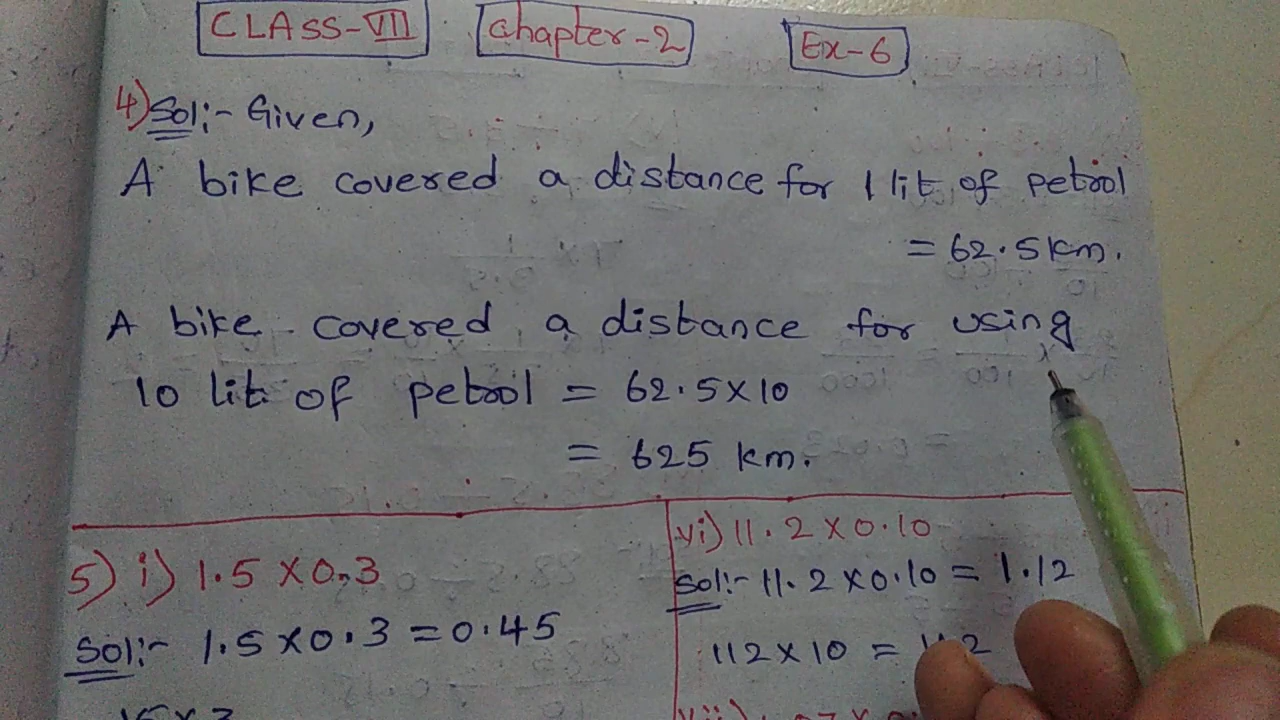 CLASS-VII Chapter-2 Ex-6
4) Sol:- Given,
A bike covered a distance for 1 lit of petrol
= 62.5 km.
A bike covered a distance for using
10 lit of petrol = 62.5 x 10
= 625 km.
5) i) 1.5 x 0.3
Sol:- 1.5 x 0.3 = 0.45
15 x 3
vi) 11.2 x 0.10
Sol:- 11.2 x 0.10 = 1.12
112 x 10 =
vii)